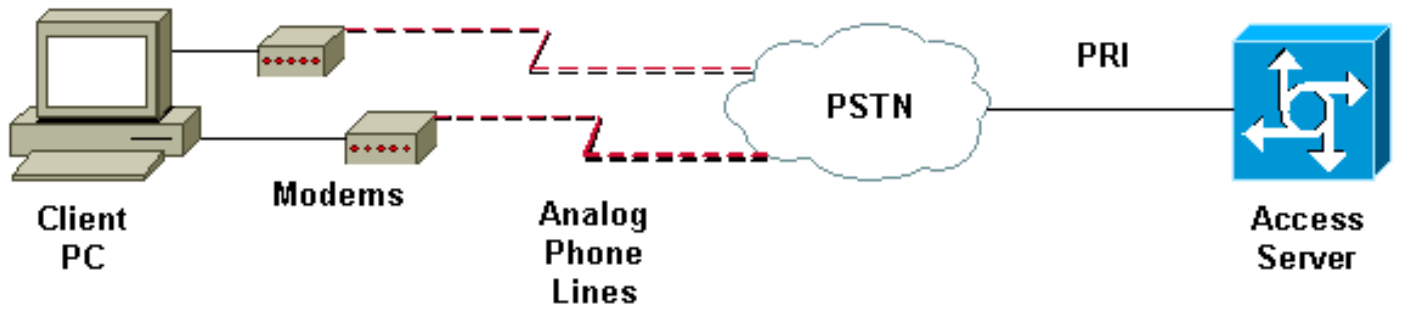 Client
PC
Modems
Analog
Phone
Lines
PSTN
PRI
Access
Server